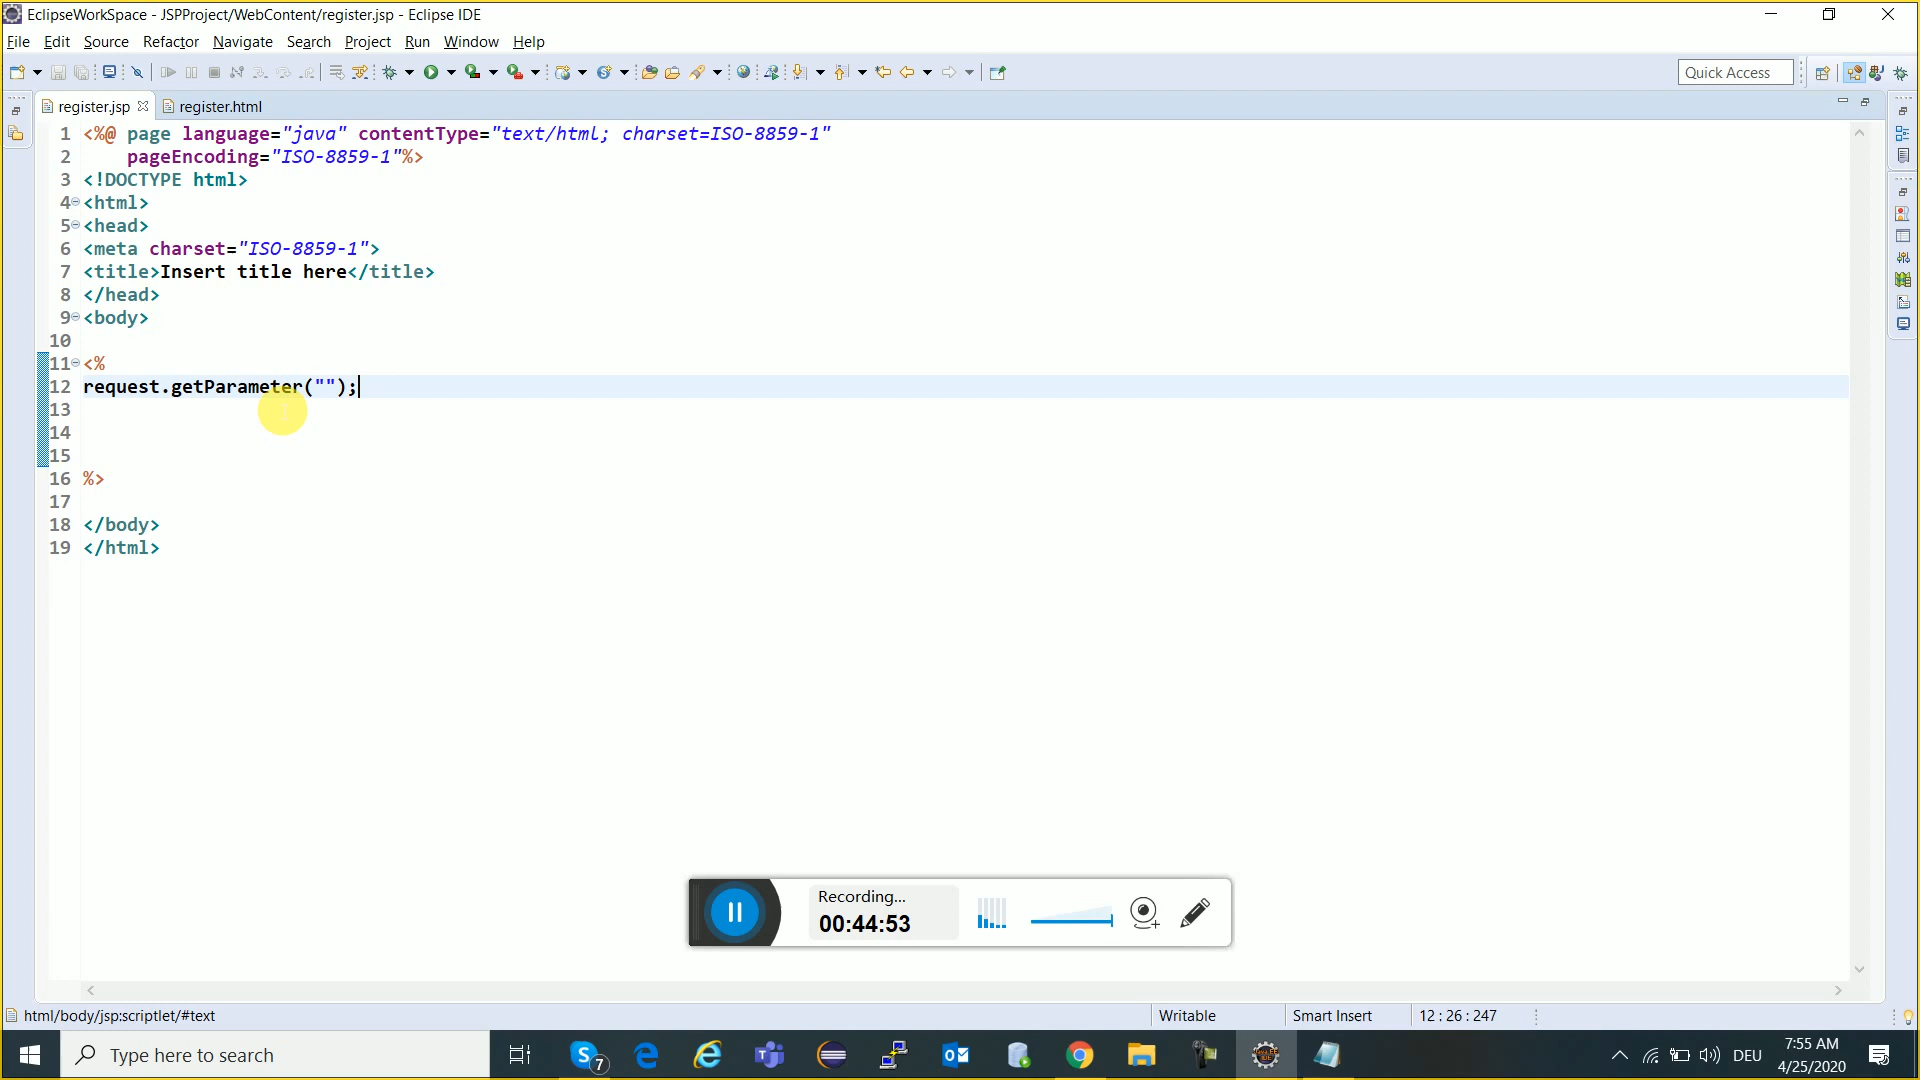 EclipseWorkSpace - JSPProject/WebContent/register.jsp - Eclipse IDE
File Edit Source Refactor Navigate Search Project Run Window Help
Quick Access
register.jsp register.html
1 <%@ page language="java" contentType="text/html; charset=ISO-8859-1"
2 pageEncoding="ISO-8859-1"%>
3 <!DOCTYPE html>
4 <html>
5 <head>
6 <meta charset="ISO-8859-1">
7 <title>Insert title here</title>
8 </head>
9 <body>
10
11 <%
12 request.getParameter("");
13
14
15
16 %>
17
18 </body>
19 </html>
Recording...
00:44:53
html/body/jsp:scriptlet/#text Writable Smart Insert 12 : 26 : 247
Type here to search 7 DEU 7:55 AM
4/25/2020